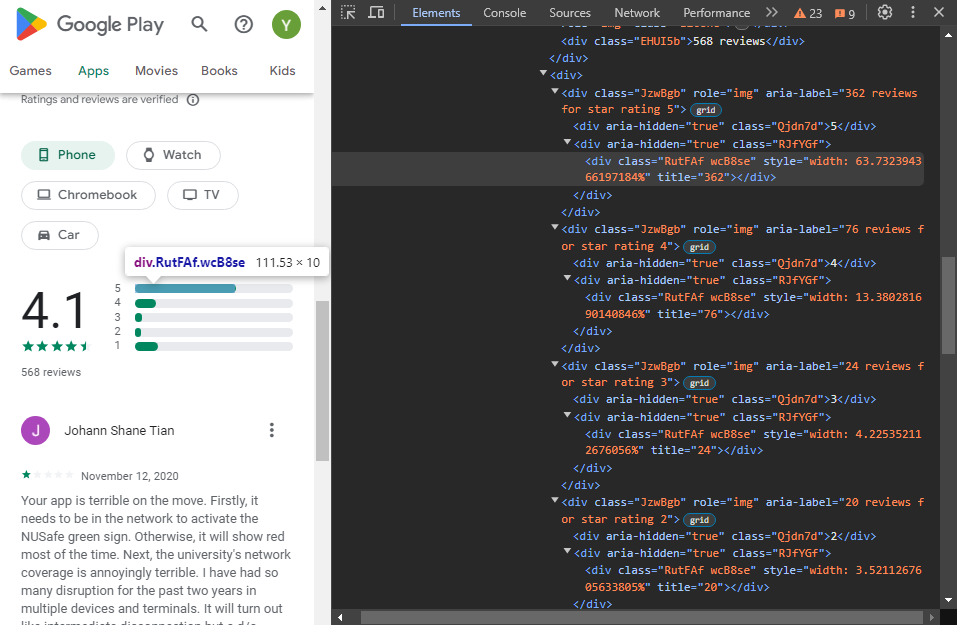 Google Play
Y
Games Apps Movies Books Kids
Ratings and reviews are verified
Phone
Watch
Chromebook
TV
Car
div.RutFAf.wcB8se 111.53 × 10
4.1
5
4
3
2
1
568 reviews
J
Johann Shane Tian
November 12, 2020
Your app is terrible on the move. Firstly, it
needs to be in the network to activate the
NUSafe green sign. Otherwise, it will show red
most of the time. Next, the university's network
coverage is annoyingly terrible. I have had so
many disruption for the past two years in
multiple devices and terminals. It will turn out
Elements Console Sources Network Performance 23 9
<div class="EHUI5b">568 reviews</div>
</div>
<div>
<div class="JzwBgb" role="img" aria-label="362 reviews
for star rating 5"> grid
<div aria-hidden="true" class="Qjdn7d">5</div>
<div aria-hidden="true" class="RJfYGf">
<div class="RutFAf wcB8se" style="width: 63.7323943
66197184%" title="362"></div>
</div>
</div>
<div class="JzwBgb" role="img" aria-label="76 reviews f
or star rating 4"> grid
<div aria-hidden="true" class="Qjdn7d">4</div>
<div aria-hidden="true" class="RJfYGf">
<div class="RutFAf wcB8se" style="width: 13.3802816
90140846%" title="76"></div>
</div>
</div>
<div class="JzwBgb" role="img" aria-label="24 reviews f
or star rating 3"> grid
<div aria-hidden="true" class="Qjdn7d">3</div>
<div aria-hidden="true" class="RJfYGf">
<div class="RutFAf wcB8se" style="width: 4.22535211
2676056%" title="24"></div>
</div>
</div>
<div class="JzwBgb" role="img" aria-label="20 reviews f
or star rating 2"> grid
<div aria-hidden="true" class="Qjdn7d">2</div>
<div aria-hidden="true" class="RJfYGf">
<div class="RutFAf wcB8se" style="width: 3.52112676
05633805%" title="20"></div>
</div>